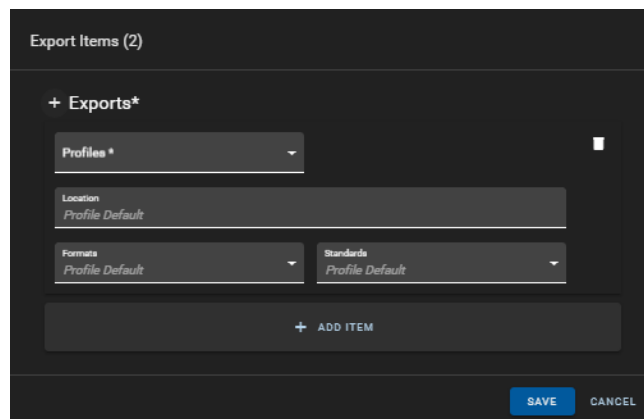 Export Items (2)
+ Exports*
Profiles *
Location
Profile Default
Formats
Profile Default
Standards
Profile Default
+ ADD ITEM
SAVE CANCEL